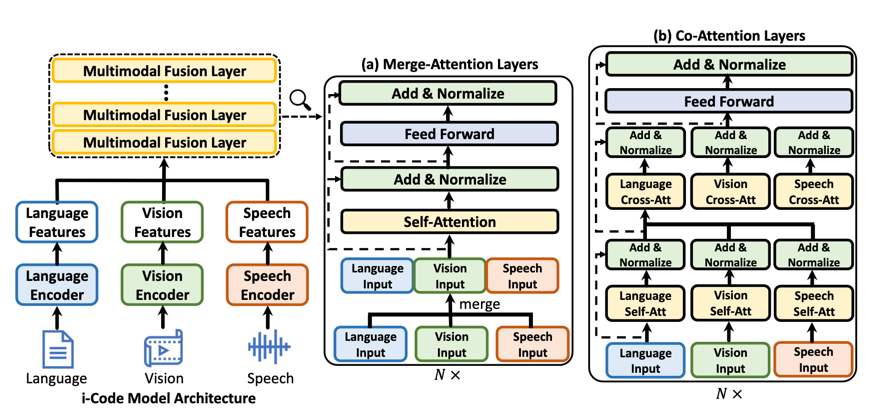 (b) Co-Attention Layers
(a) Merge-Attention Layers
Multimodal Fusion Layer
Multimodal Fusion Layer
Multimodal Fusion Layer
Language Features
Vision Features
Speech Features
Language Encoder
Vision Encoder
Speech Encoder
Language
Vision
Speech
i-Code Model Architecture
Add & Normalize
Feed Forward
Add & Normalize
Self-Attention
Language Input
Vision Input
Speech Input
merge
Language Input
Vision Input
Speech Input
N ×
Add & Normalize
Feed Forward
Add & Normalize
Add & Normalize
Add & Normalize
Language Cross-Att
Vision Cross-Att
Speech Cross-Att
Add & Normalize
Add & Normalize
Add & Normalize
Language Self-Att
Vision Self-Att
Speech Self-Att
Language Input
Vision Input
Speech Input
N ×